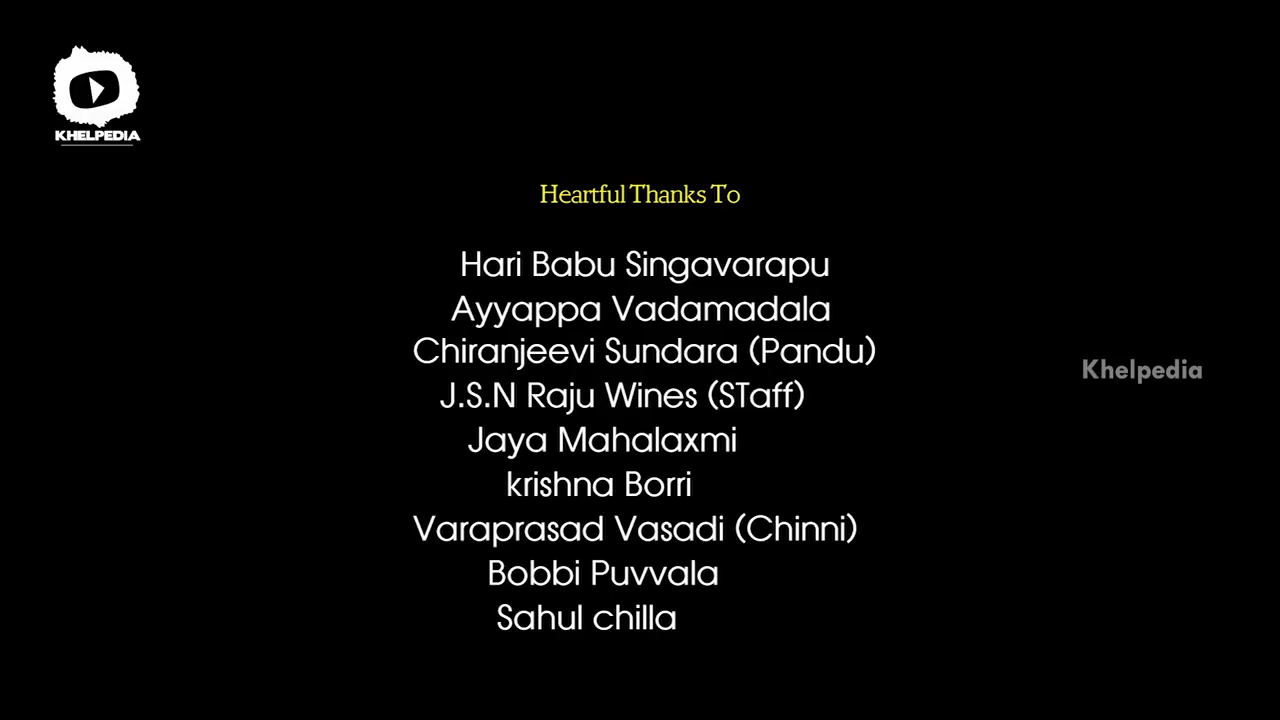 KHELPEDIA
Heartful Thanks To
Hari Babu Singavarapu
Ayyappa Vadamadala
Chiranjeevi Sundara (Pandu)
Khelpedia
J.S.N Raju Wines (STaff)
Jaya Mahalaxmi
krishna Borri
Varaprasad Vasadi (Chinni)
Bobbi Puvvala
Sahul chilla